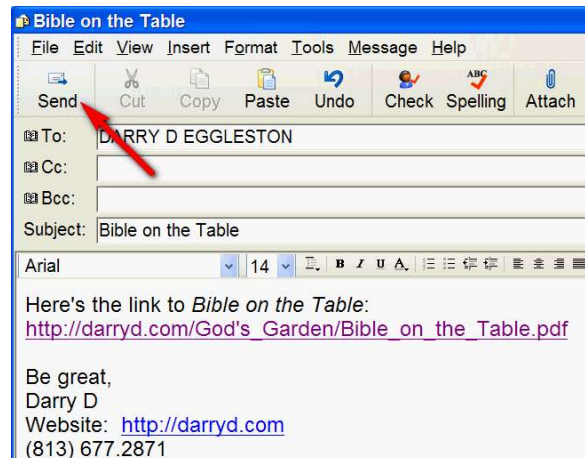 Bible on the Table
File Edit View Insert Format Tools Message Help
Send Cut Copy Paste Undo Check Spelling Attach
To: DARRY D EGGLESTON
Cc:
Bcc:
Subject: Bible on the Table
Arial 14 B I U A
Here's the link to Bible on the Table:
http://darryd.com/God's_Garden/Bible_on_the_Table.pdf
Be great,
Darry D
Website: http://darryd.com
(813) 677.2871